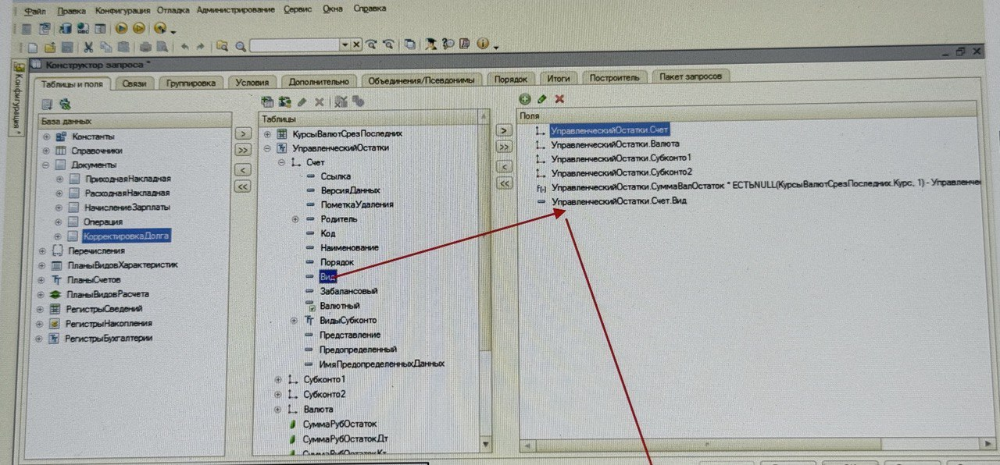 Файл Правка Конфигурация Отладка Администрирование Сервис Окна Справка
Конструктор запроса *
Конфигурация *
Таблицы и поля Связи Группировка Условия Дополнительно Объединения/Псевдонимы Порядок Итоги Построитель Пакет запросов
База данных
Константы
Справочники
Документы
ПриходнаяНакладная
РасходнаяНакладная
НачислениеЗарплаты
Операция
КорректировкаДолга
Перечисления
ПланыВидовХарактеристик
ПланыСчетов
ПланыВидовРасчета
РегистрыСведений
РегистрыНакопления
РегистрыБухгалтерии
Таблицы
КурсыВалютСрезПоследних
УправленческийОстатки
Счет
Ссылка
ВерсияДанных
ПометкаУдаления
Родитель
Код
Наименование
Порядок
Вид
Забалансовый
Валютный
ВидыСубконто
Представление
Предопределенный
ИмяПредопределенныхДанных
Субконто1
Субконто2
Валюта
СуммаРубОстаток
СуммаРубОстатокДт
СуммаРубОстатокКт
Поля
УправленческийОстатки.Счет
УправленческийОстатки.Валюта
УправленческийОстатки.Субконто1
УправленческийОстатки.Субконто2
УправленческийОстатки.СуммаВалОстаток * ЕСТЬNULL(КурсыВалютСрезПоследних.Курс, 1) - Управленчес
УправленческийОстатки.Счет.Вид